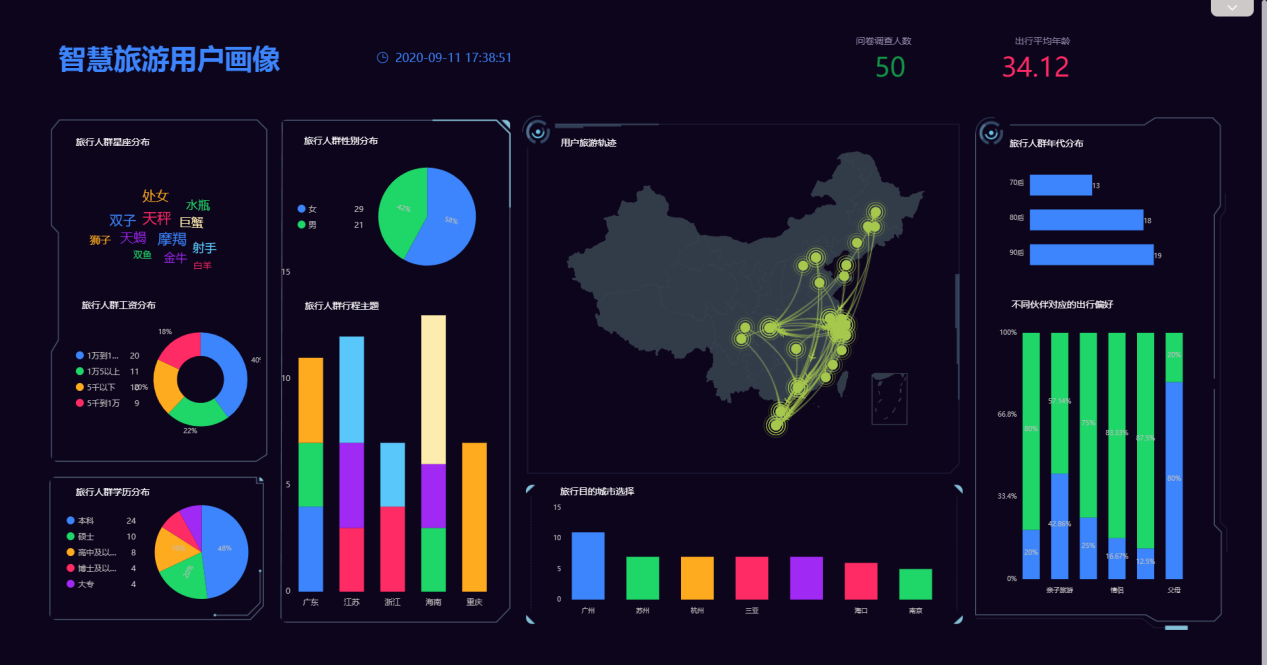 智慧旅游用户画像
2020-09-11 17:38:51
问卷调查人数
50
出行平均年龄
34.12
旅行人群星座分布
处女
水瓶
双子
天秤
巨蟹
狮子
天蝎
摩羯
射手
双鱼
金牛
白羊
旅行人群工资分布
18%
40%
1万到1... 20
1万5以上 11
5千以下
5千到1万 9
22%
旅行人群学历分布
本科 24
硕士 10
高中及以... 8
博士及以... 4
大专 4
48%
20%
16%
旅行人群性别分布
女 29
男 21
42%
58%
旅行人群行程主题
15
10
5
0
广东 江苏 浙江 海南 重庆
用户旅游轨迹
旅行目的城市选择
15
10
5
0
广州 苏州 杭州 三亚 海口 南京
旅行人群年代分布
70后 13
80后 18
90后 19
不同伙伴对应的出行偏好
100%
66.8%
33.4%
0%
80% 57.14% 75% 83.33% 87.5% 20%
20% 42.86% 25% 16.67% 12.5% 80%
亲子旅游 情侣 父母